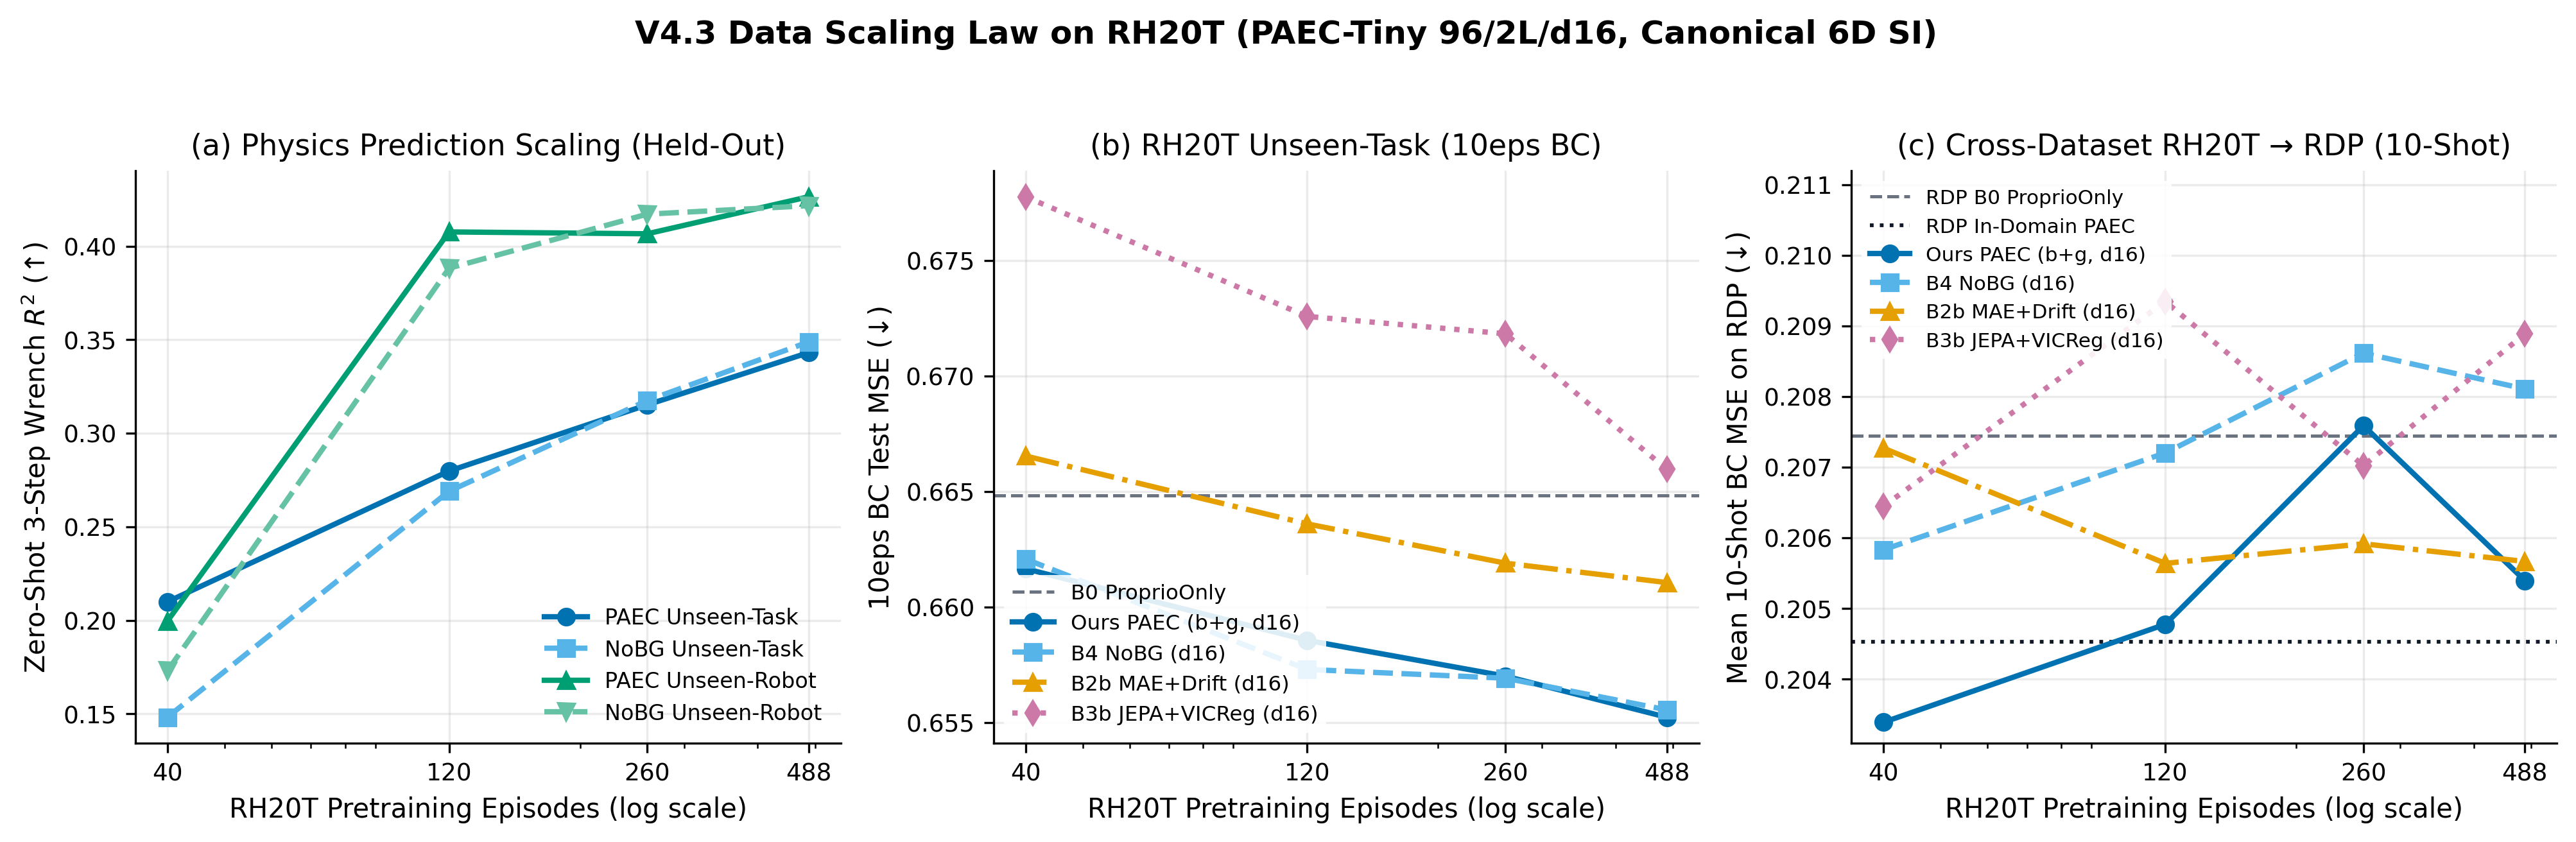 V4.3 Data Scaling Law on RH20T (PAEC-Tiny 96/2L/d16, Canonical 6D SI)
(a) Physics Prediction Scaling (Held-Out)
Zero-Shot 3-Step Wrench R² (↑)
0.40
0.35
0.30
0.25
0.20
0.15
PAEC Unseen-Task
NoBG Unseen-Task
PAEC Unseen-Robot
NoBG Unseen-Robot
40
120
260
488
RH20T Pretraining Episodes (log scale)
(b) RH20T Unseen-Task (10eps BC)
10eps BC Test MSE (↓)
0.675
0.670
0.665
0.660
0.655
B0 ProprioOnly
Ours PAEC (b+g, d16)
B4 NoBG (d16)
B2b MAE+Drift (d16)
B3b JEPA+VICReg (d16)
40
120
260
488
RH20T Pretraining Episodes (log scale)
(c) Cross-Dataset RH20T → RDP (10-Shot)
Mean 10-Shot BC MSE on RDP (↓)
0.211
0.210
0.209
0.208
0.207
0.206
0.205
0.204
RDP B0 ProprioOnly
RDP In-Domain PAEC
Ours PAEC (b+g, d16)
B4 NoBG (d16)
B2b MAE+Drift (d16)
B3b JEPA+VICReg (d16)
40
120
260
488
RH20T Pretraining Episodes (log scale)